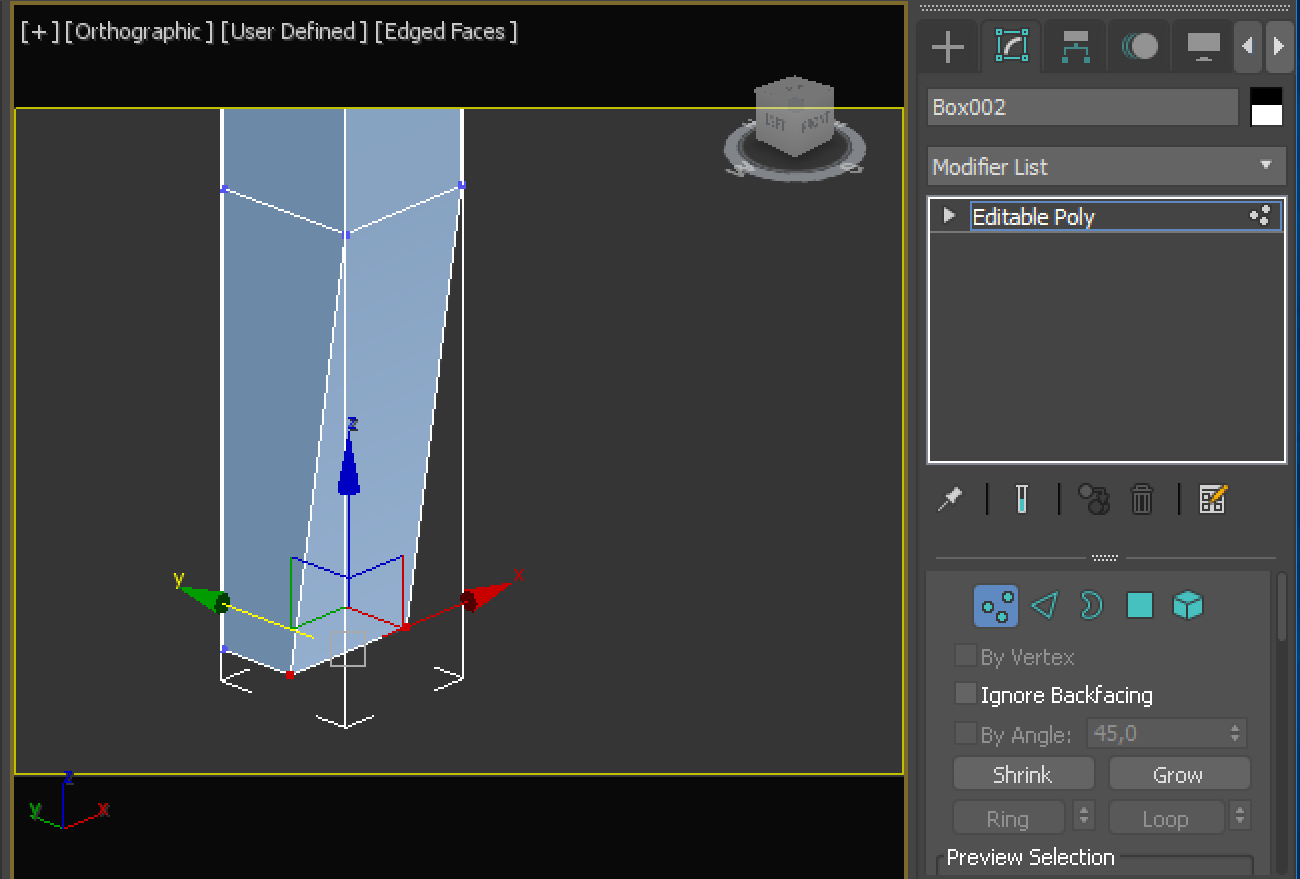 [+] [Orthographic ] [User Defined ] [Edged Faces ]
LEFT FRONT
Box002
Modifier List
Editable Poly
z
y
x
By Vertex
Ignore Backfacing
By Angle: 45,0
Shrink Grow
Ring Loop
Preview Selection
z
y
x